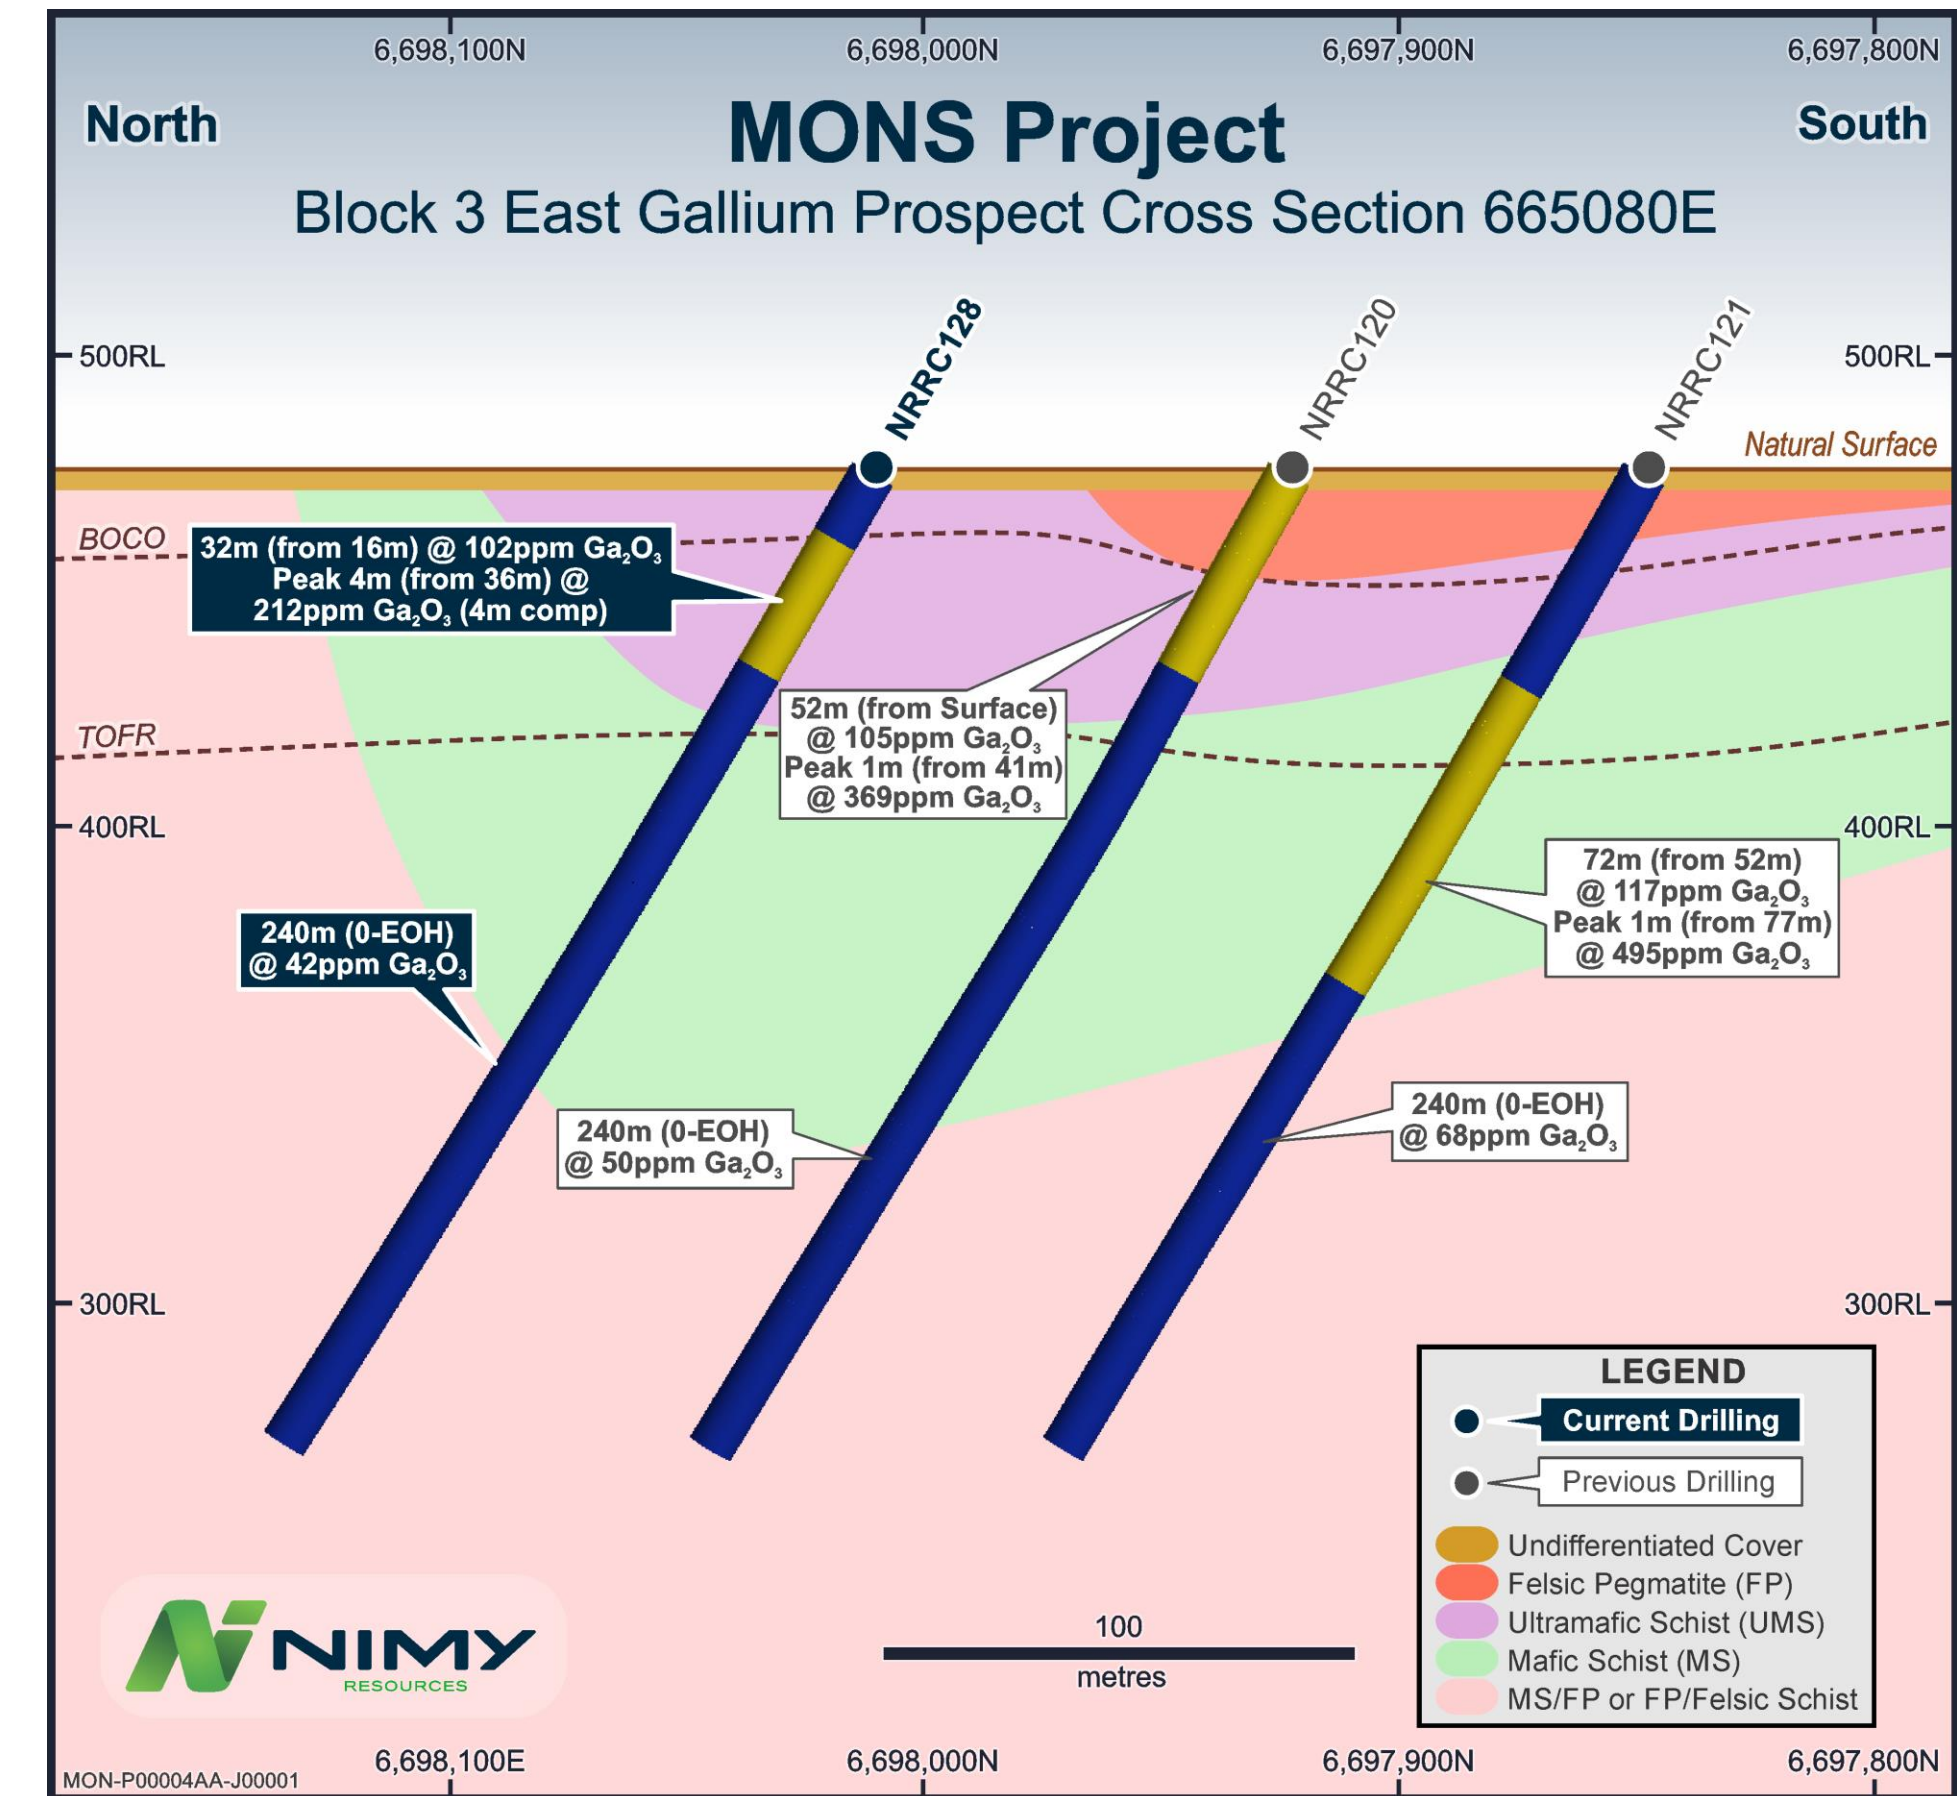 6,698,100N
6,698,000N
6,697,900N
6,697,800N
North
MONS Project
South
Block 3 East Gallium Prospect Cross Section 665080E
NRRC128
NRRC120
NRRC121
500RL
500RL
Natural Surface
BOCO
32m (from 16m) @ 102ppm Ga₂O₃
Peak 4m (from 36m) @
212ppm Ga₂O₃ (4m comp)
TOFR
52m (from Surface)
@ 105ppm Ga₂O₃
Peak 1m (from 41m)
@ 369ppm Ga₂O₃
400RL
400RL
72m (from 52m)
@ 117ppm Ga₂O₃
Peak 1m (from 77m)
@ 495ppm Ga₂O₃
240m (0-EOH)
@ 42ppm Ga₂O₃
240m (0-EOH)
@ 50ppm Ga₂O₃
240m (0-EOH)
@ 68ppm Ga₂O₃
300RL
300RL
LEGEND
Current Drilling
Previous Drilling
Undifferentiated Cover
Felsic Pegmatite (FP)
Ultramafic Schist (UMS)
Mafic Schist (MS)
MS/FP or FP/Felsic Schist
NIMY
RESOURCES
100
metres
6,698,100E
6,698,000N
6,697,900N
6,697,800N
MON-P00004AA-J00001